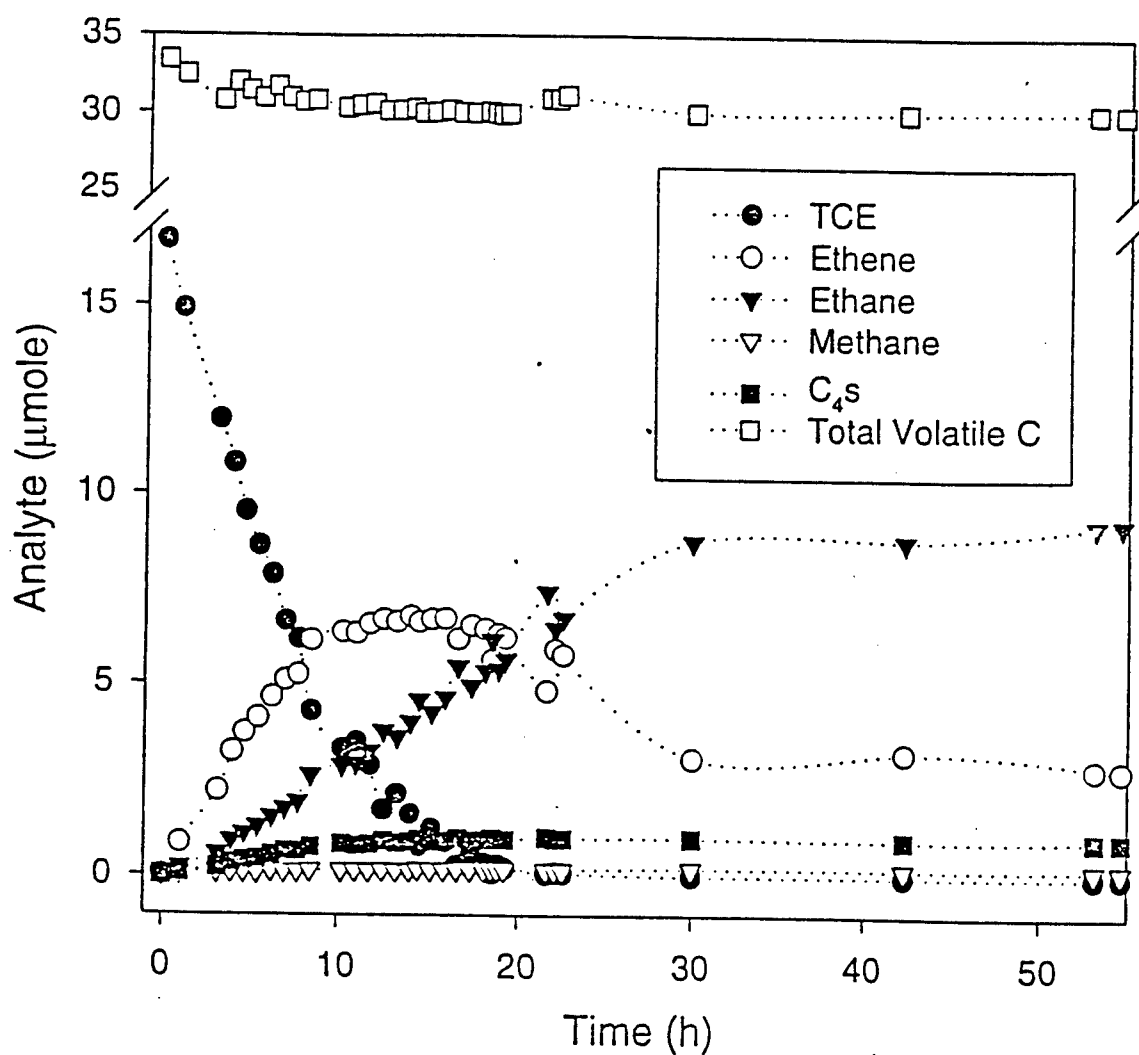 35
30
25
15
10
5
0
Analyte (μmole)
TCE
Ethene
Ethane
Methane
C₄s
Total Volatile C
0
10
20
30
40
50
Time (h)